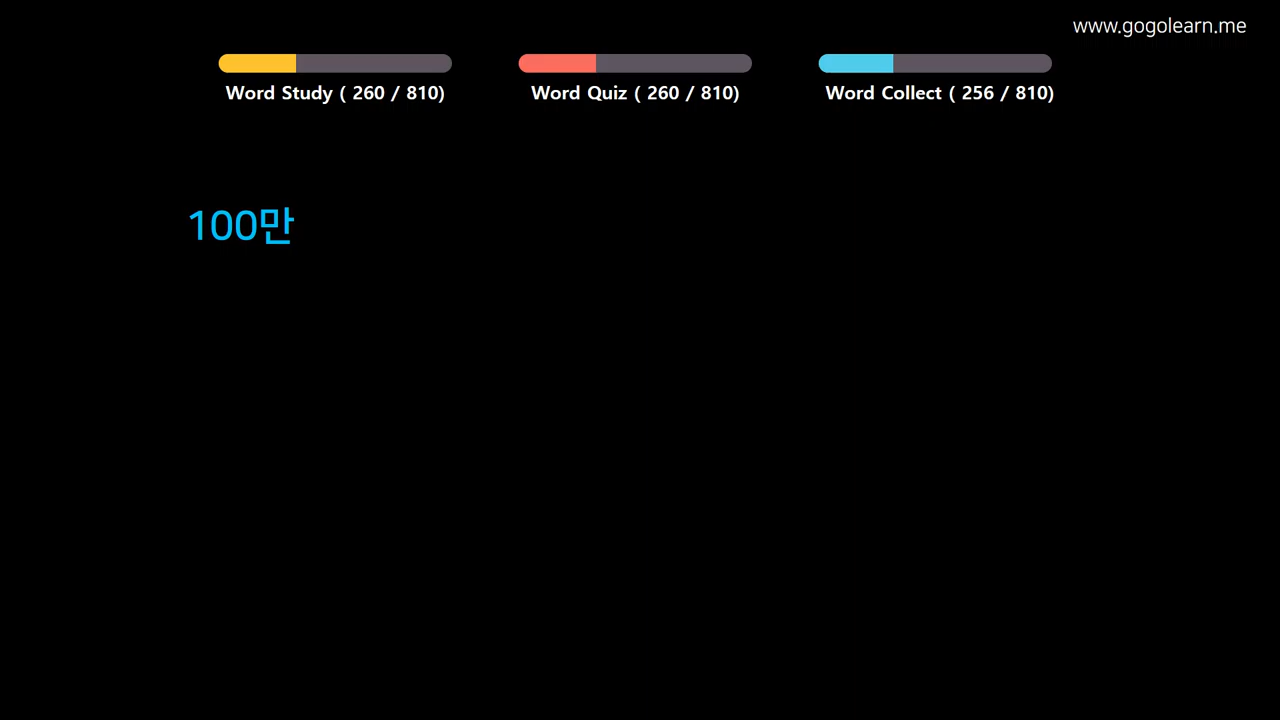 www.gogolearn.me
Word Study ( 260 / 810)
Word Quiz ( 260 / 810)
Word Collect ( 256 / 810)
100만